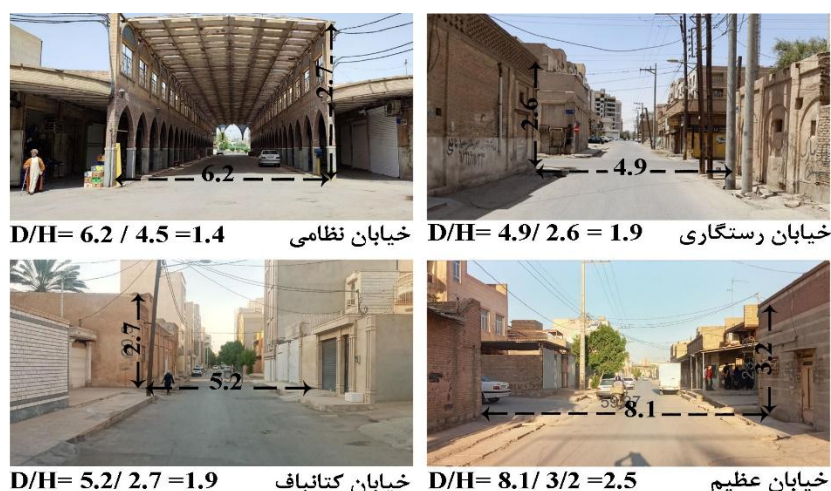 2.7
6.2
D/H= 6.2 / 4.5 =1.4 خیابان نظامی
2.6
4.9
D/H= 4.9/ 2.6 = 1.9 خیابان رستگاری
2.7
5.2
D/H= 5.2/ 2.7 =1.9 خیابان کتانباف
3.2
8.1
D/H= 8.1/ 3/2 =2.5 خیابان عظیم